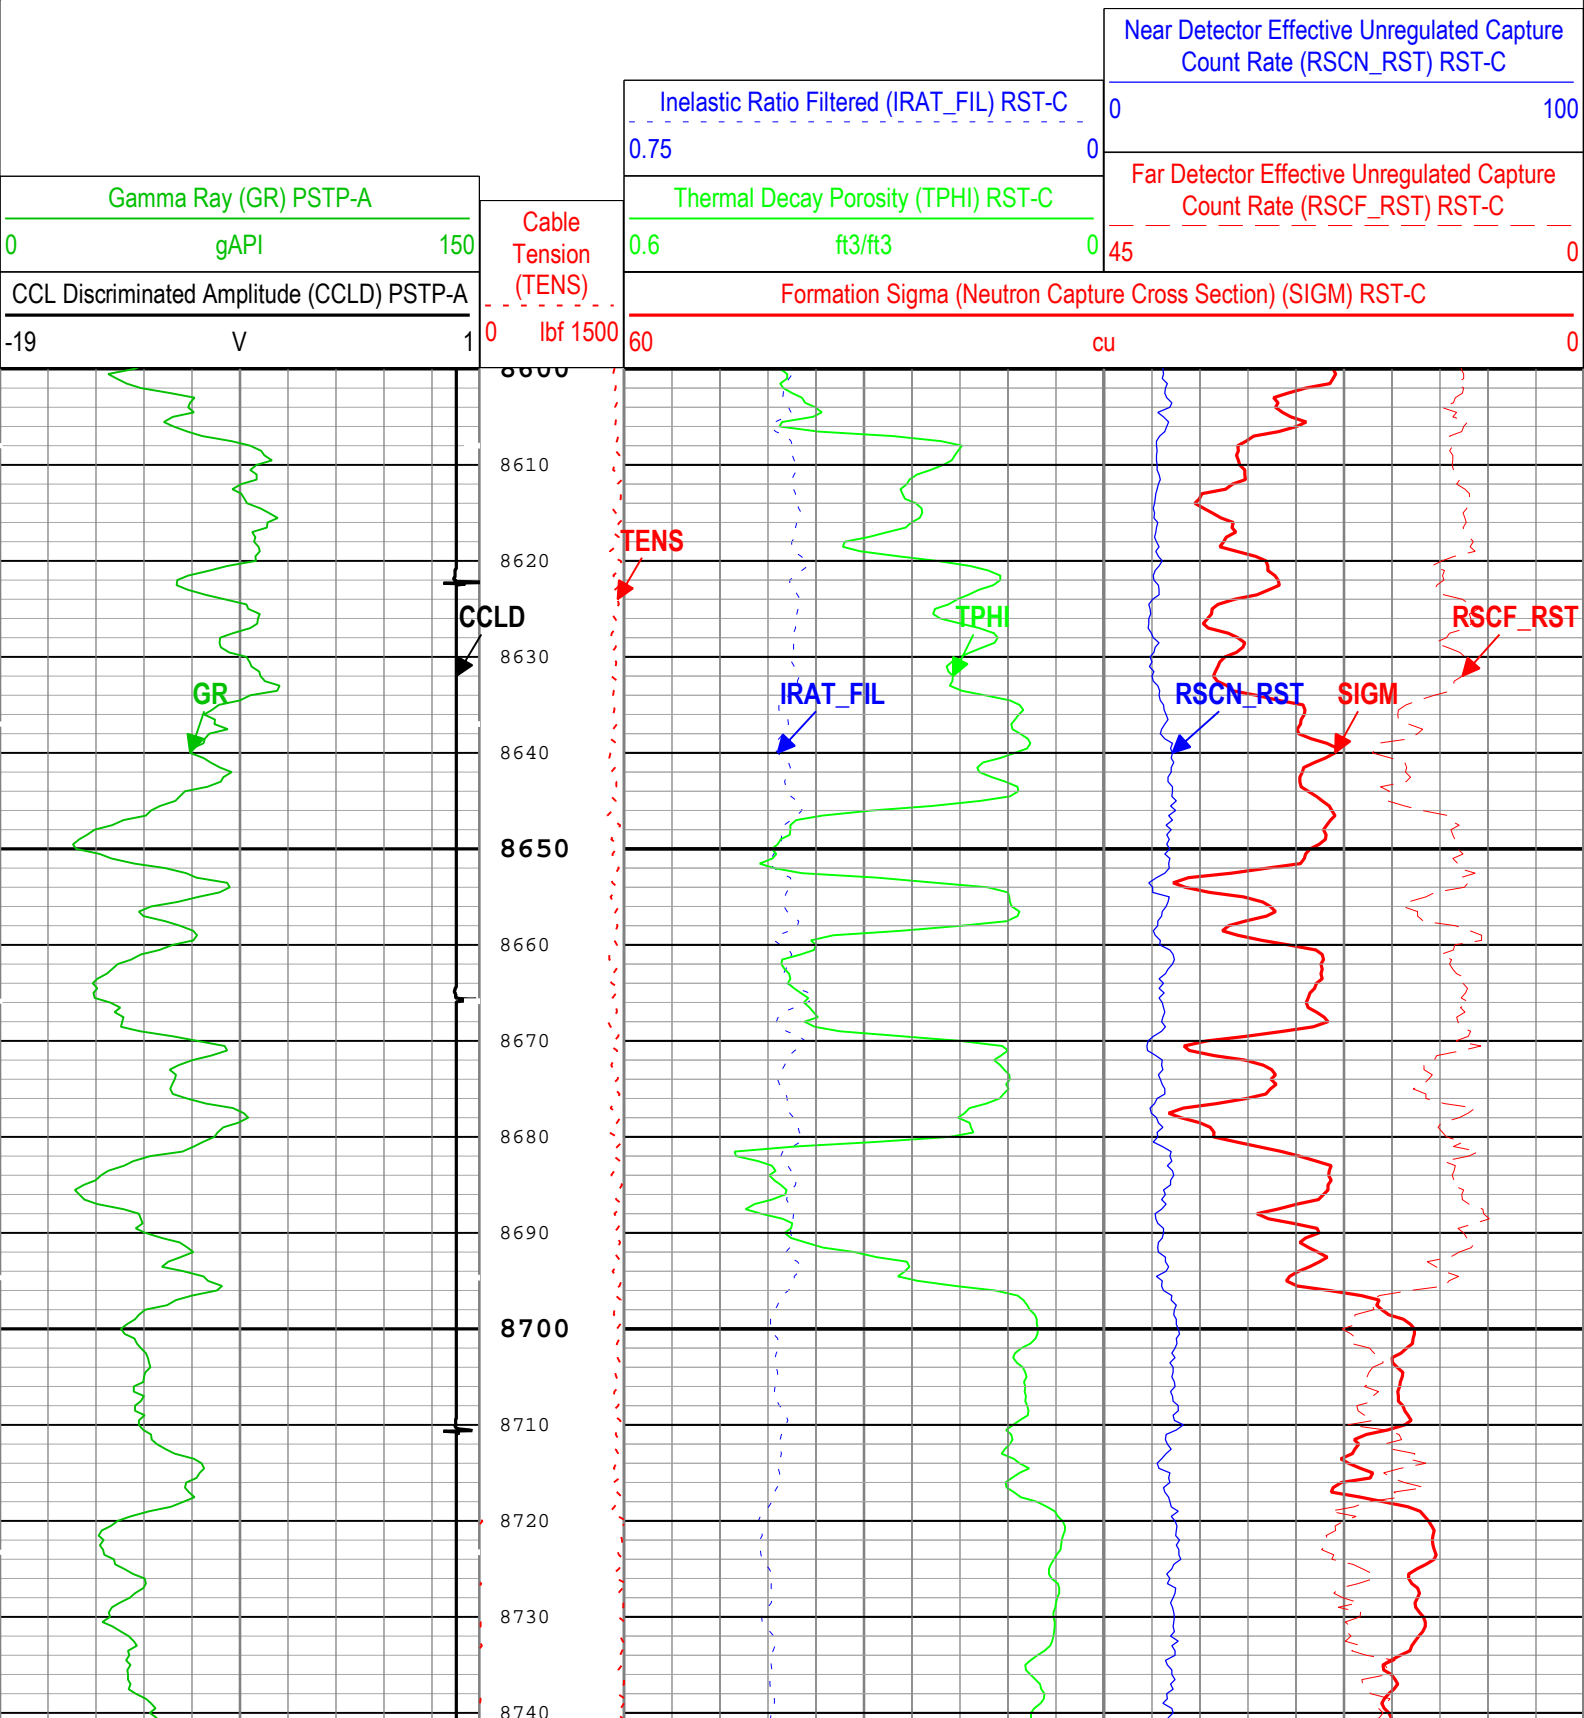 Near Detector Effective Unregulated Capture
Count Rate (RSCN_RST) RST-C
0 100
Inelastic Ratio Filtered (IRAT_FIL) RST-C
0.75 0
Far Detector Effective Unregulated Capture
Count Rate (RSCF_RST) RST-C
45 0
Gamma Ray (GR) PSTP-A
0 gAPI 150
Cable
Tension
(TENS)
0 lbf 1500
Thermal Decay Porosity (TPHI) RST-C
0.6 ft3/ft3 0
CCL Discriminated Amplitude (CCLD) PSTP-A
-19 V 1
Formation Sigma (Neutron Capture Cross Section) (SIGM) RST-C
60 cu 0
8600
8610
TENS
8620
CCLD
TPHI
RSCF_RST
8630
GR
IRAT_FIL
RSCN_RST
SIGM
8640
8650
8660
8670
8680
8690
8700
8710
8720
8730
8740